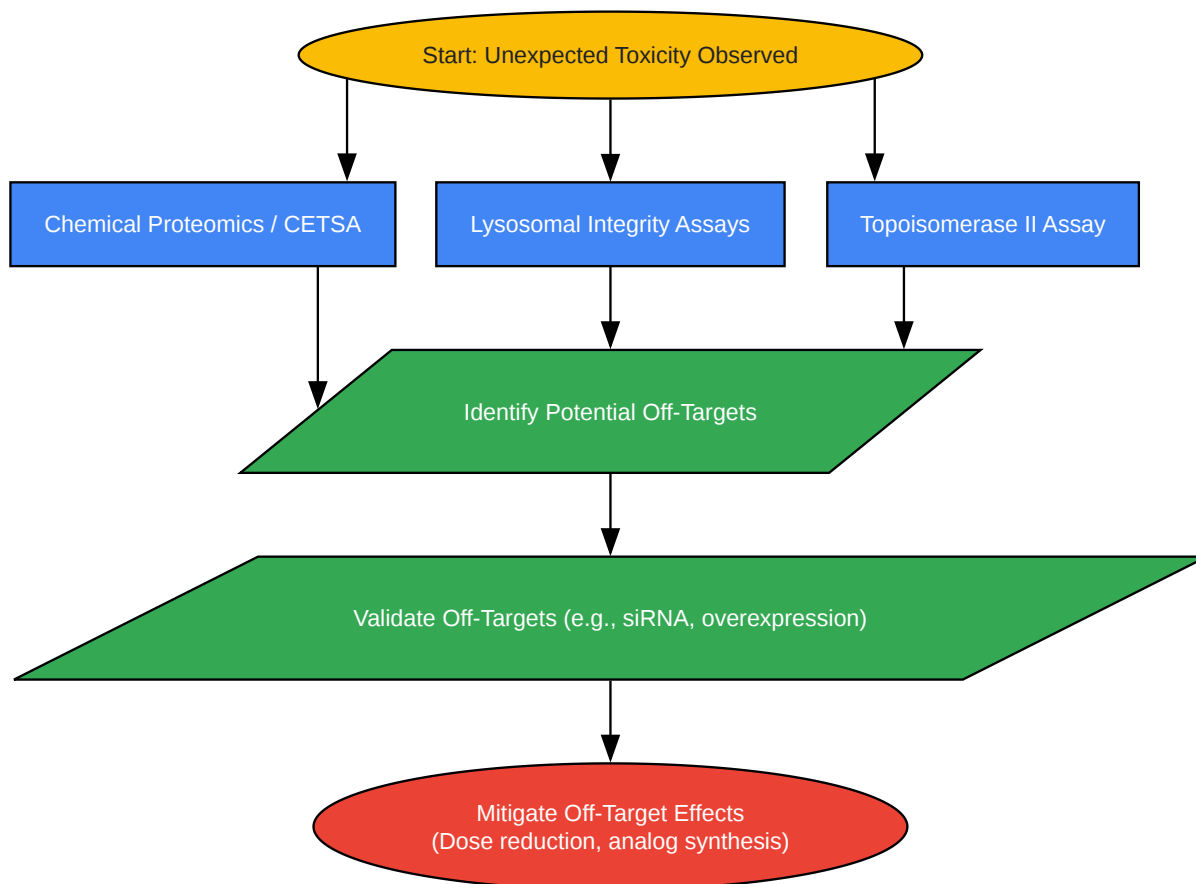 Start: Unexpected Toxicity Observed
Chemical Proteomics / CETSA
Lysosomal Integrity Assays
Topoisomerase II Assay
Identify Potential Off-Targets
Validate Off-Targets (e.g., siRNA, overexpression)
Mitigate Off-Target Effects
(Dose reduction, analog synthesis)